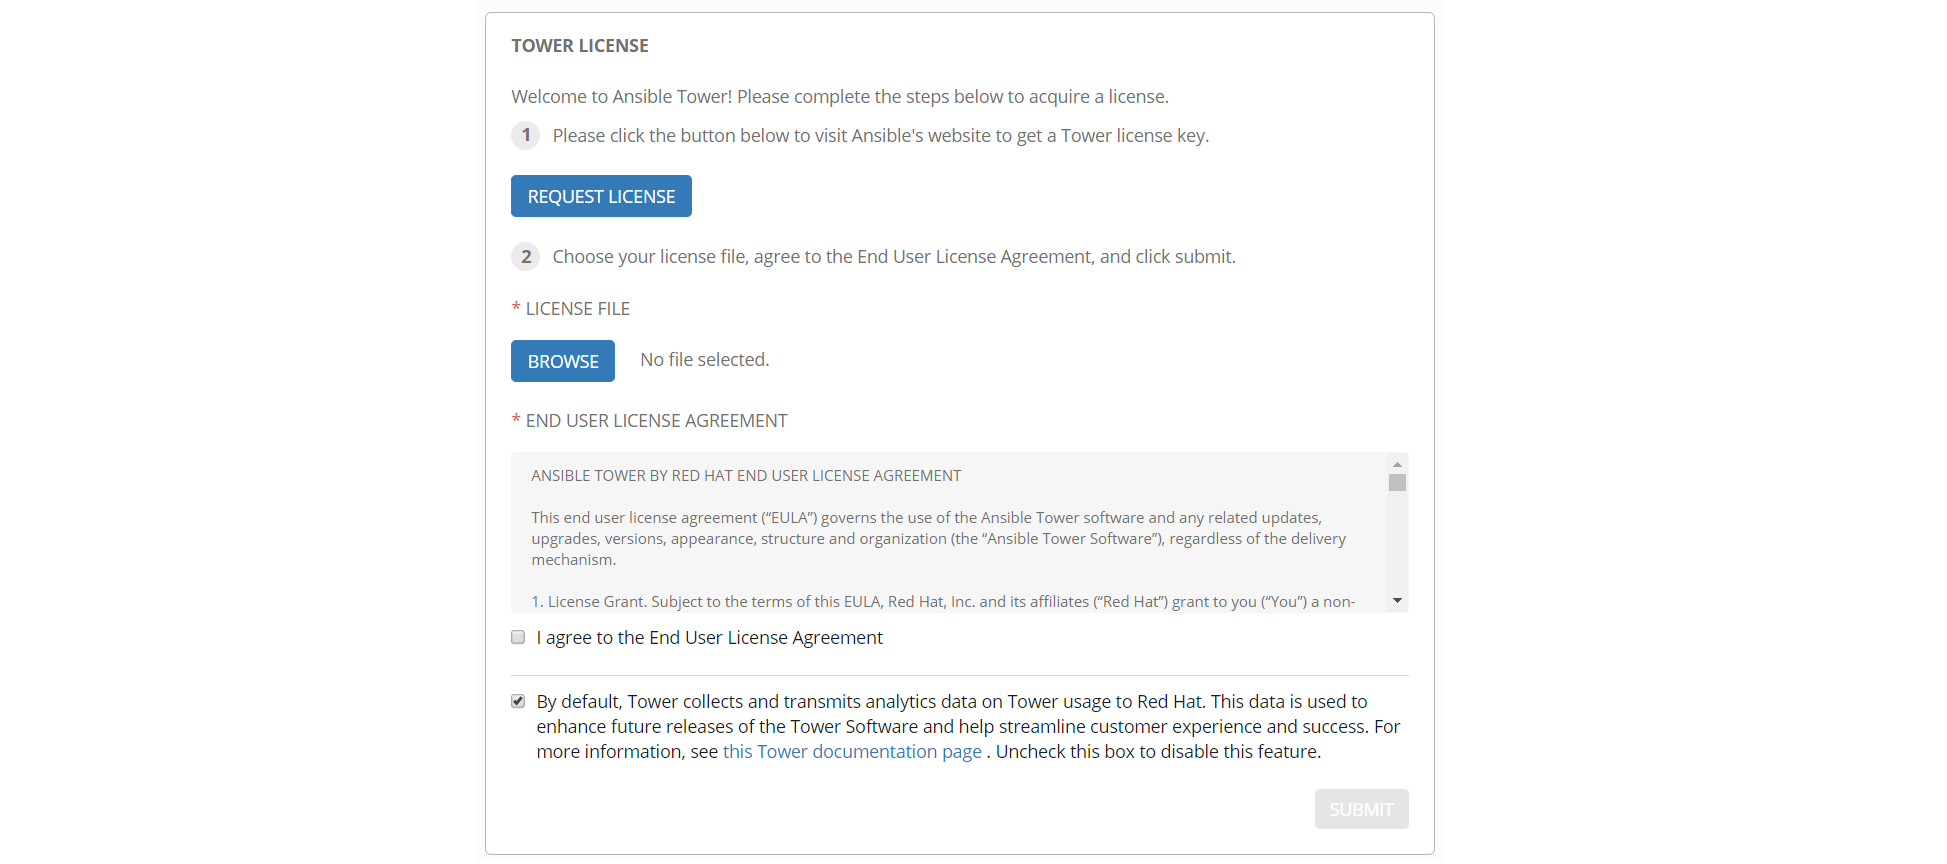 TOWER LICENSE
Welcome to Ansible Tower! Please complete the steps below to acquire a license.
1 Please click the button below to visit Ansible's website to get a Tower license key.
REQUEST LICENSE
2 Choose your license file, agree to the End User License Agreement, and click submit.
* LICENSE FILE
BROWSE No file selected.
* END USER LICENSE AGREEMENT
ANSIBLE TOWER BY RED HAT END USER LICENSE AGREEMENT
This end user license agreement (“EULA”) governs the use of the Ansible Tower software and any related updates,
upgrades, versions, appearance, structure and organization (the “Ansible Tower Software”), regardless of the delivery
mechanism.
1. License Grant. Subject to the terms of this EULA, Red Hat, Inc. and its affiliates (“Red Hat”) grant to you (“You”) a non-
I agree to the End User License Agreement
By default, Tower collects and transmits analytics data on Tower usage to Red Hat. This data is used to
enhance future releases of the Tower Software and help streamline customer experience and success. For
more information, see this Tower documentation page . Uncheck this box to disable this feature.
SUBMIT